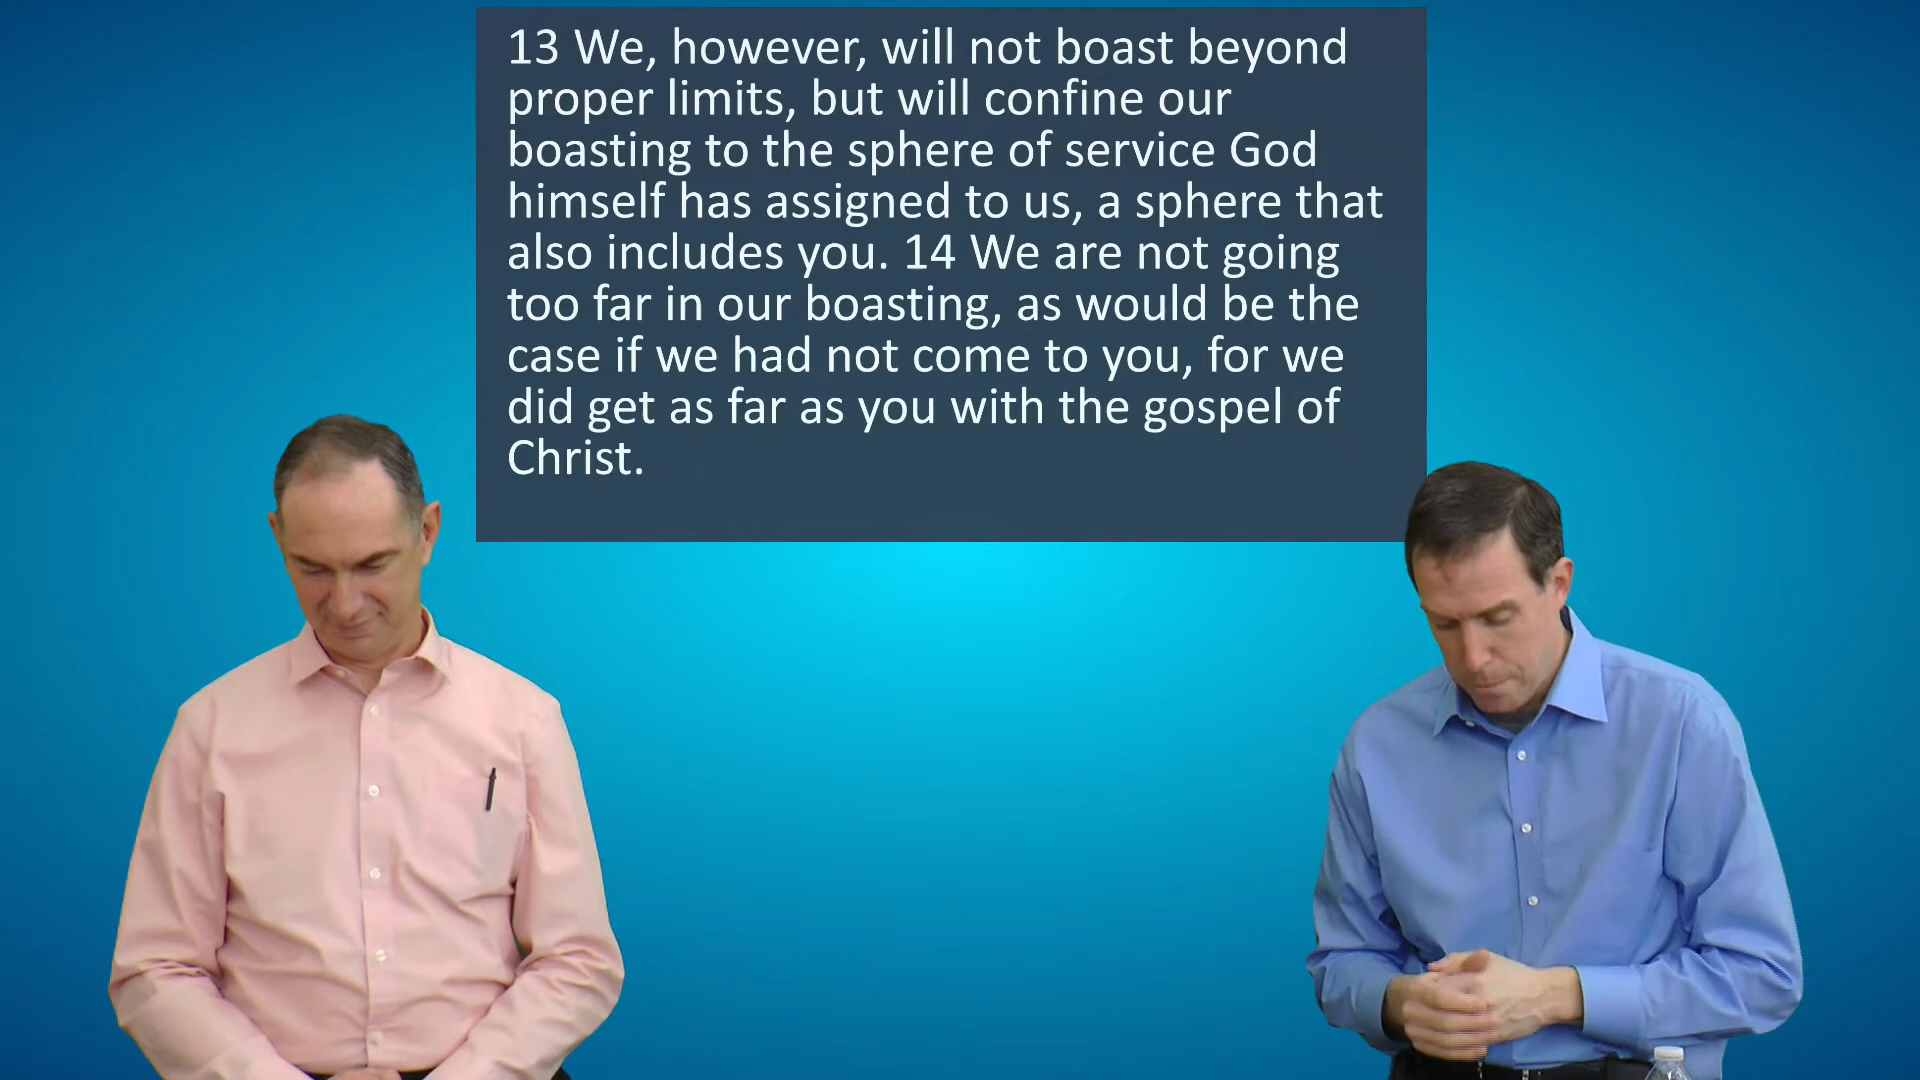 13 We, however, will not boast beyond
proper limits, but will confine our
boasting to the sphere of service God
himself has assigned to us, a sphere that
also includes you. 14 We are not going
too far in our boasting, as would be the
case if we had not come to you, for we
did get as far as you with the gospel of
Christ.